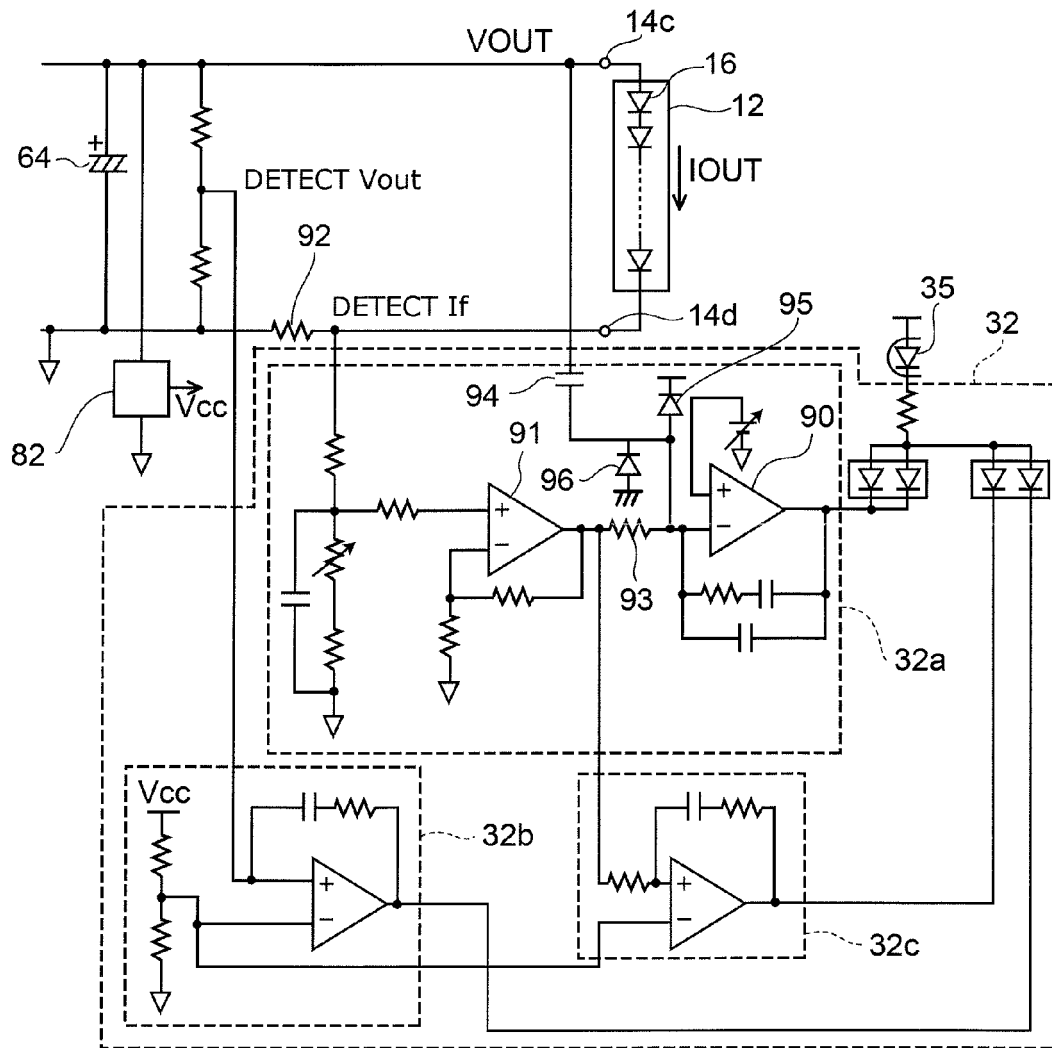 VOUT
14c
16
12
+
64
IOUT
DETECT Vout
92
DETECT If
14d
95
35
32
94
Vcc
82
91
90
96
+
−
+
−
93
32a
Vcc
32b
+
−
+
−
32c